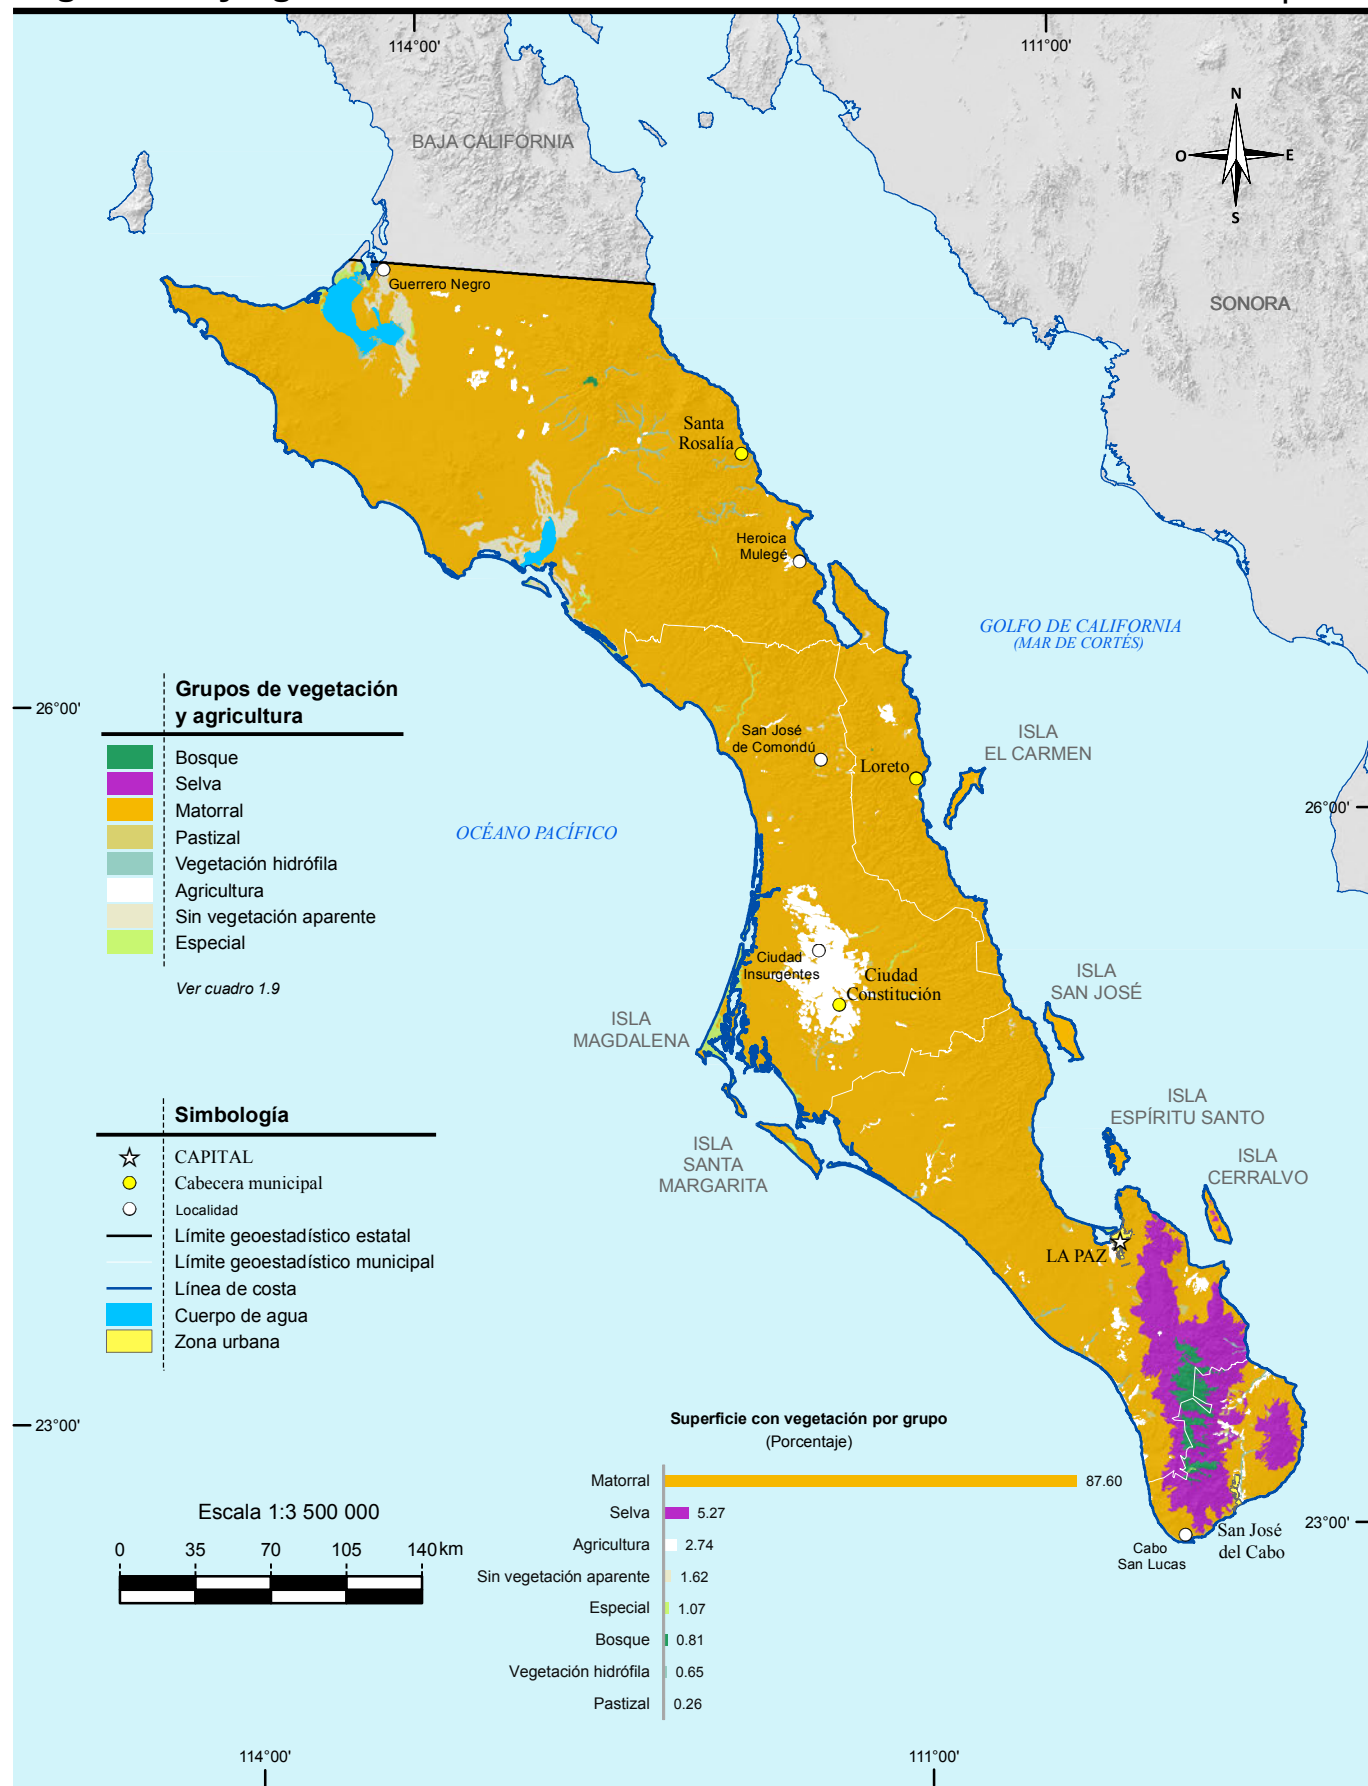 114°00'
111°00'
N
O
E
S
BAJA CALIFORNIA
SONORA
Guerrero Negro
Santa
Rosalía
Heroica
Mulegé
GOLFO DE CALIFORNIA
(MAR DE CORTÉS)
26°00'
Grupos de vegetación
y agricultura
Bosque
Selva
Matorral
Pastizal
Vegetación hidrófila
Agricultura
Sin vegetación aparente
Especial
Ver cuadro 1.9
San José
de Comondú
Loreto
ISLA
EL CARMEN
26°00'
OCÉANO PACÍFICO
Ciudad
Insurgentes
Ciudad
Constitución
ISLA
SAN JOSÉ
ISLA
MAGDALENA
ISLA
ESPÍRITU SANTO
ISLA
SANTA
MARGARITA
ISLA
CERRALVO
Simbología
CAPITAL
Cabecera municipal
Localidad
Límite geoestadístico estatal
Límite geoestadístico municipal
Línea de costa
Cuerpo de agua
Zona urbana
LA PAZ
23°00'
Superficie con vegetación por grupo
(Porcentaje)
Matorral 87.60
Selva 5.27
Agricultura 2.74
Sin vegetación aparente 1.62
Especial 1.07
Bosque 0.81
Vegetación hidrófila 0.65
Pastizal 0.26
Escala 1:3 500 000
0 35 70 105 140 km
23°00'
San José
del Cabo
Cabo
San Lucas
114°00'
111°00'